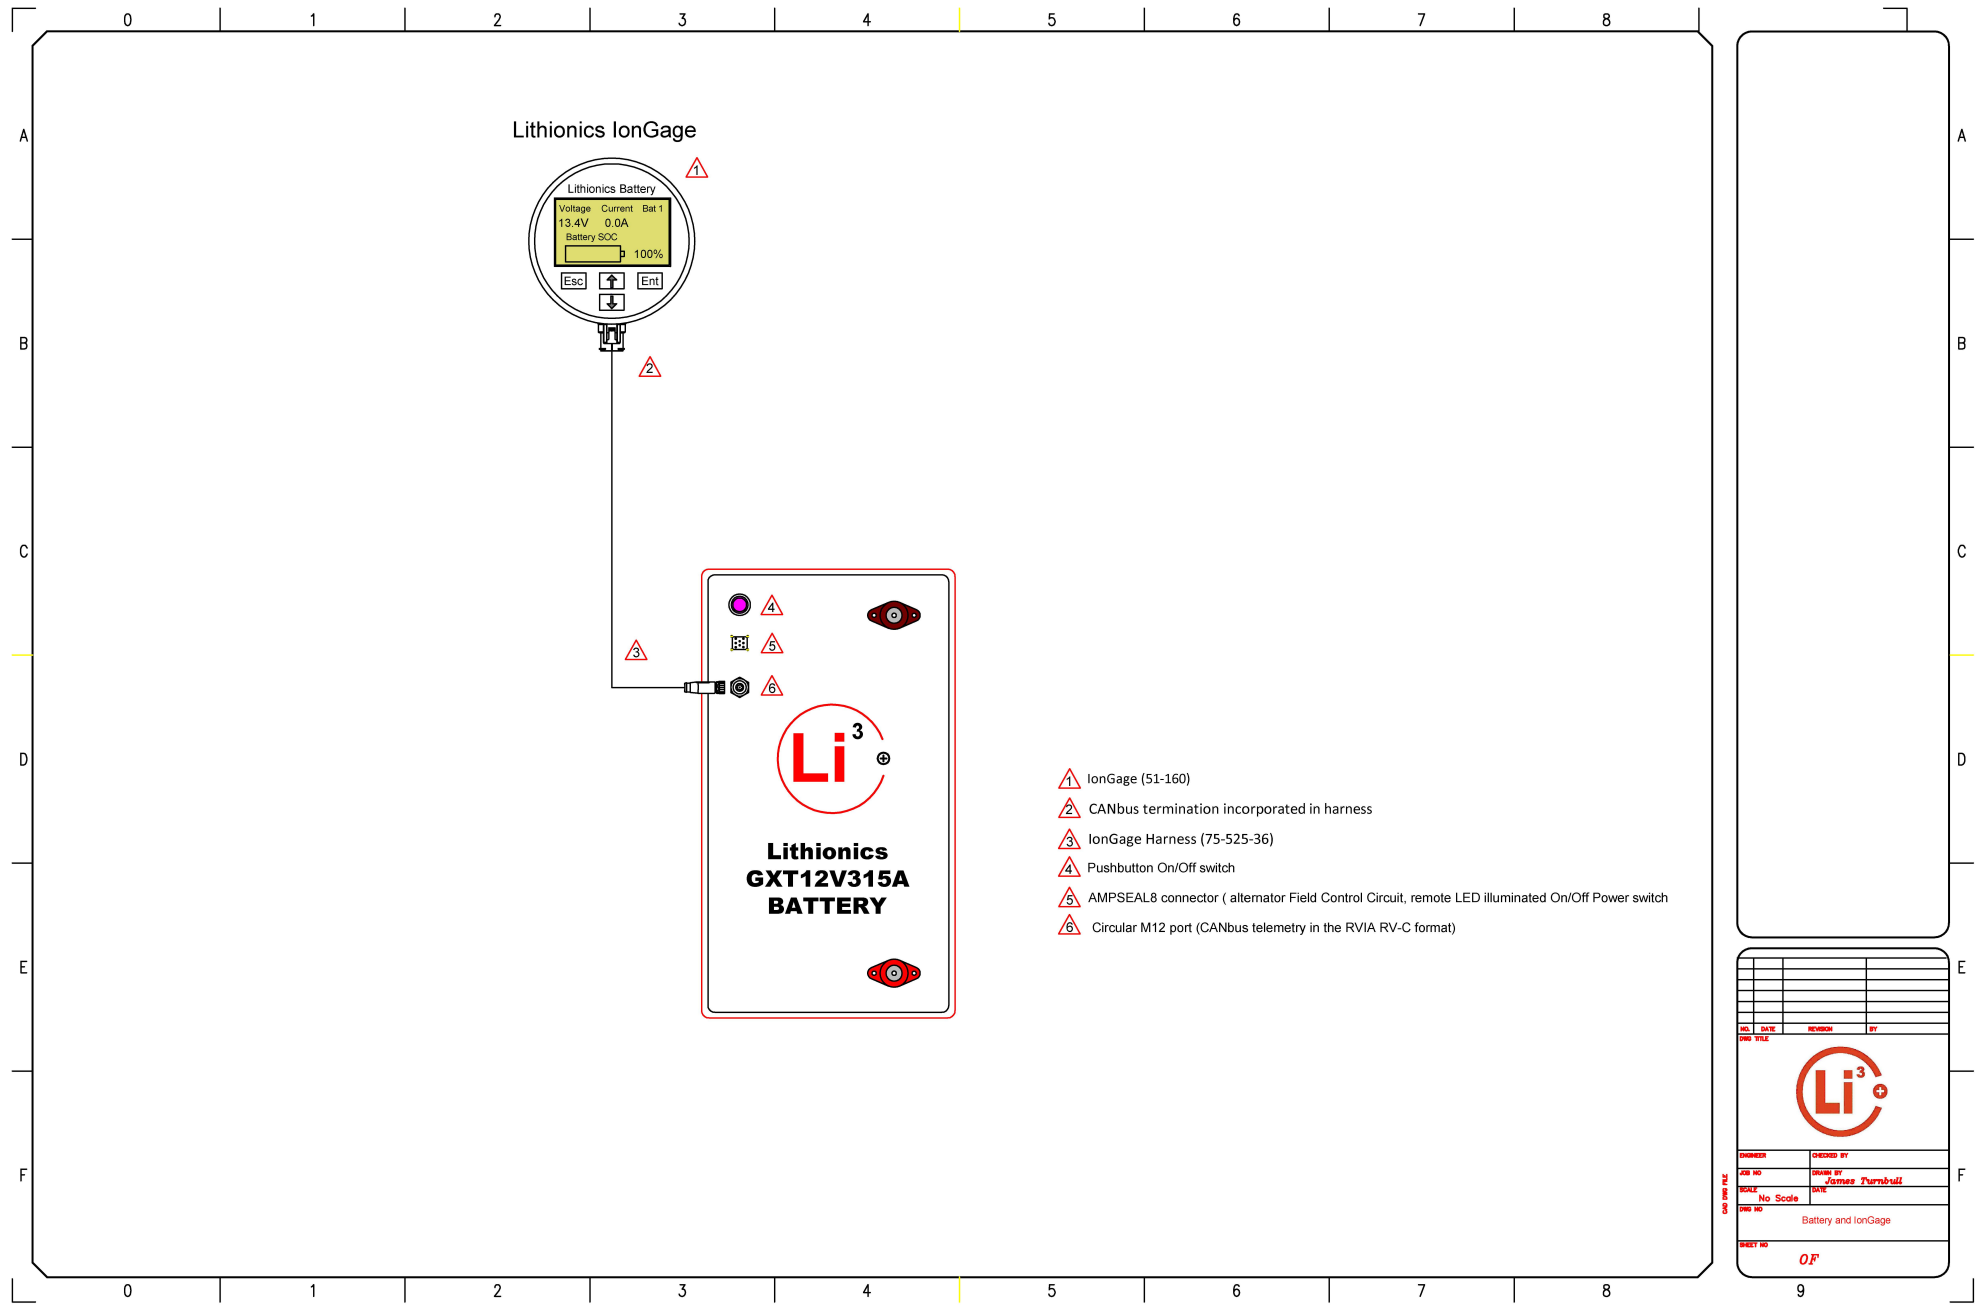 0 1 2 3 4 5 6 7 8
A A
Lithionics IonGage
1
Lithionics Battery
Voltage Current Bat 1
13.4V 0.0A
Battery SOC
100%
Esc Ent
B B
2
C C
3
4
5
6
Li 3
Lithionics
GXT12V315A
BATTERY
D D
1 IonGage (51-160)
2 CANbus termination incorporated in harness
3 IonGage Harness (75-525-36)
4 Pushbutton On/Off switch
5 AMPSEAL8 connector ( alternator Field Control Circuit, remote LED illuminated On/Off Power switch
6 Circular M12 port (CANbus telemetry in the RVIA RV-C format)
E E
NO. DATE REVISION BY
DWG TITLE
Li 3
F F
ENGINEER CHECKED BY
JOB NO DRAWN BY
James Turnbull
SCALE DATE
No Scale
DWG NO
Battery and IonGage
SHEET NO
OF
CAD DWG FILE
0 1 2 3 4 5 6 7 8 9